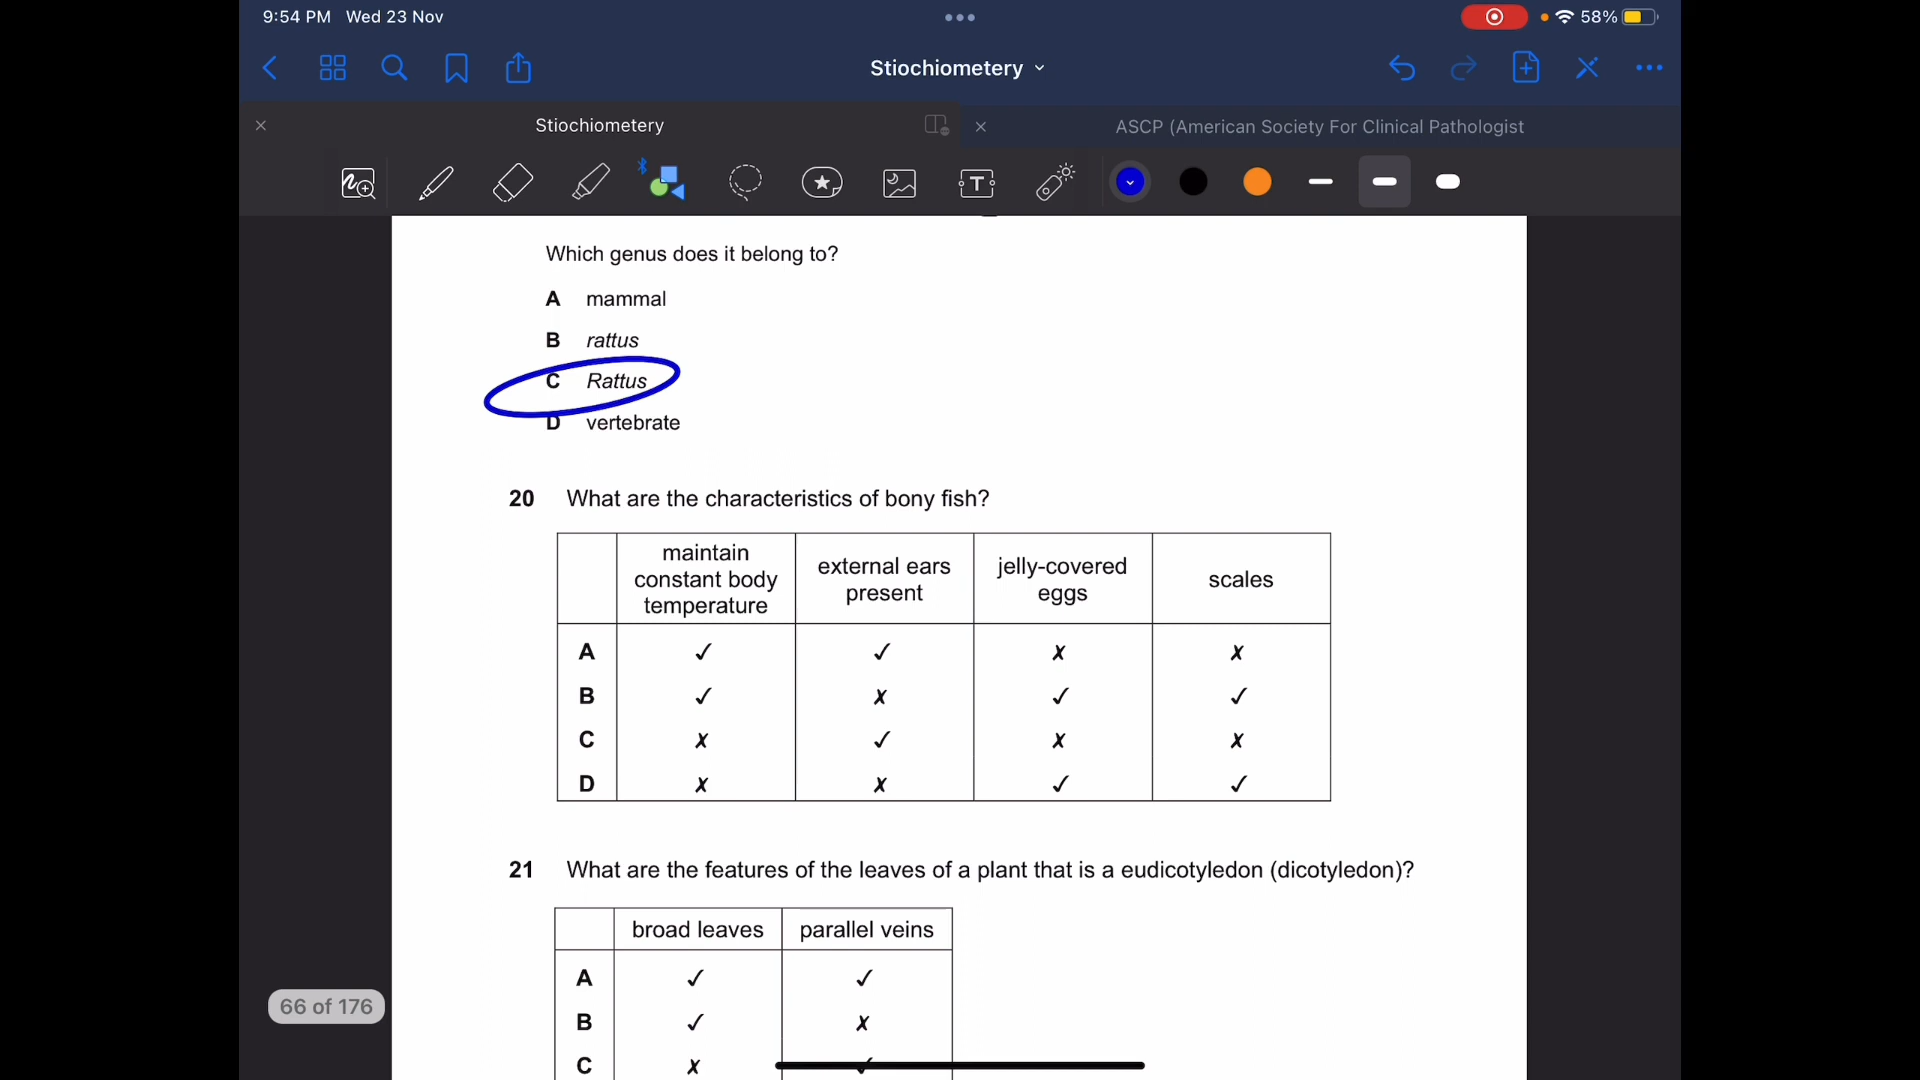 9:54 PM Wed 23 Nov
58%
Stiochiometery
Stiochiometery
ASCP (American Society For Clinical Pathologist
T
Which genus does it belong to?
A mammal
B rattus
C Rattus
D vertebrate
20 What are the characteristics of bony fish?
maintain constant body temperature external ears present jelly-covered eggs scales
A ✓ ✓ ✗ ✗
B ✓ ✗ ✓ ✓
C ✗ ✓ ✗ ✗
D ✗ ✗ ✓ ✓
21 What are the features of the leaves of a plant that is a eudicotyledon (dicotyledon)?
broad leaves parallel veins
A ✓ ✓
B ✓ ✗
C ✗ ✓
66 of 176